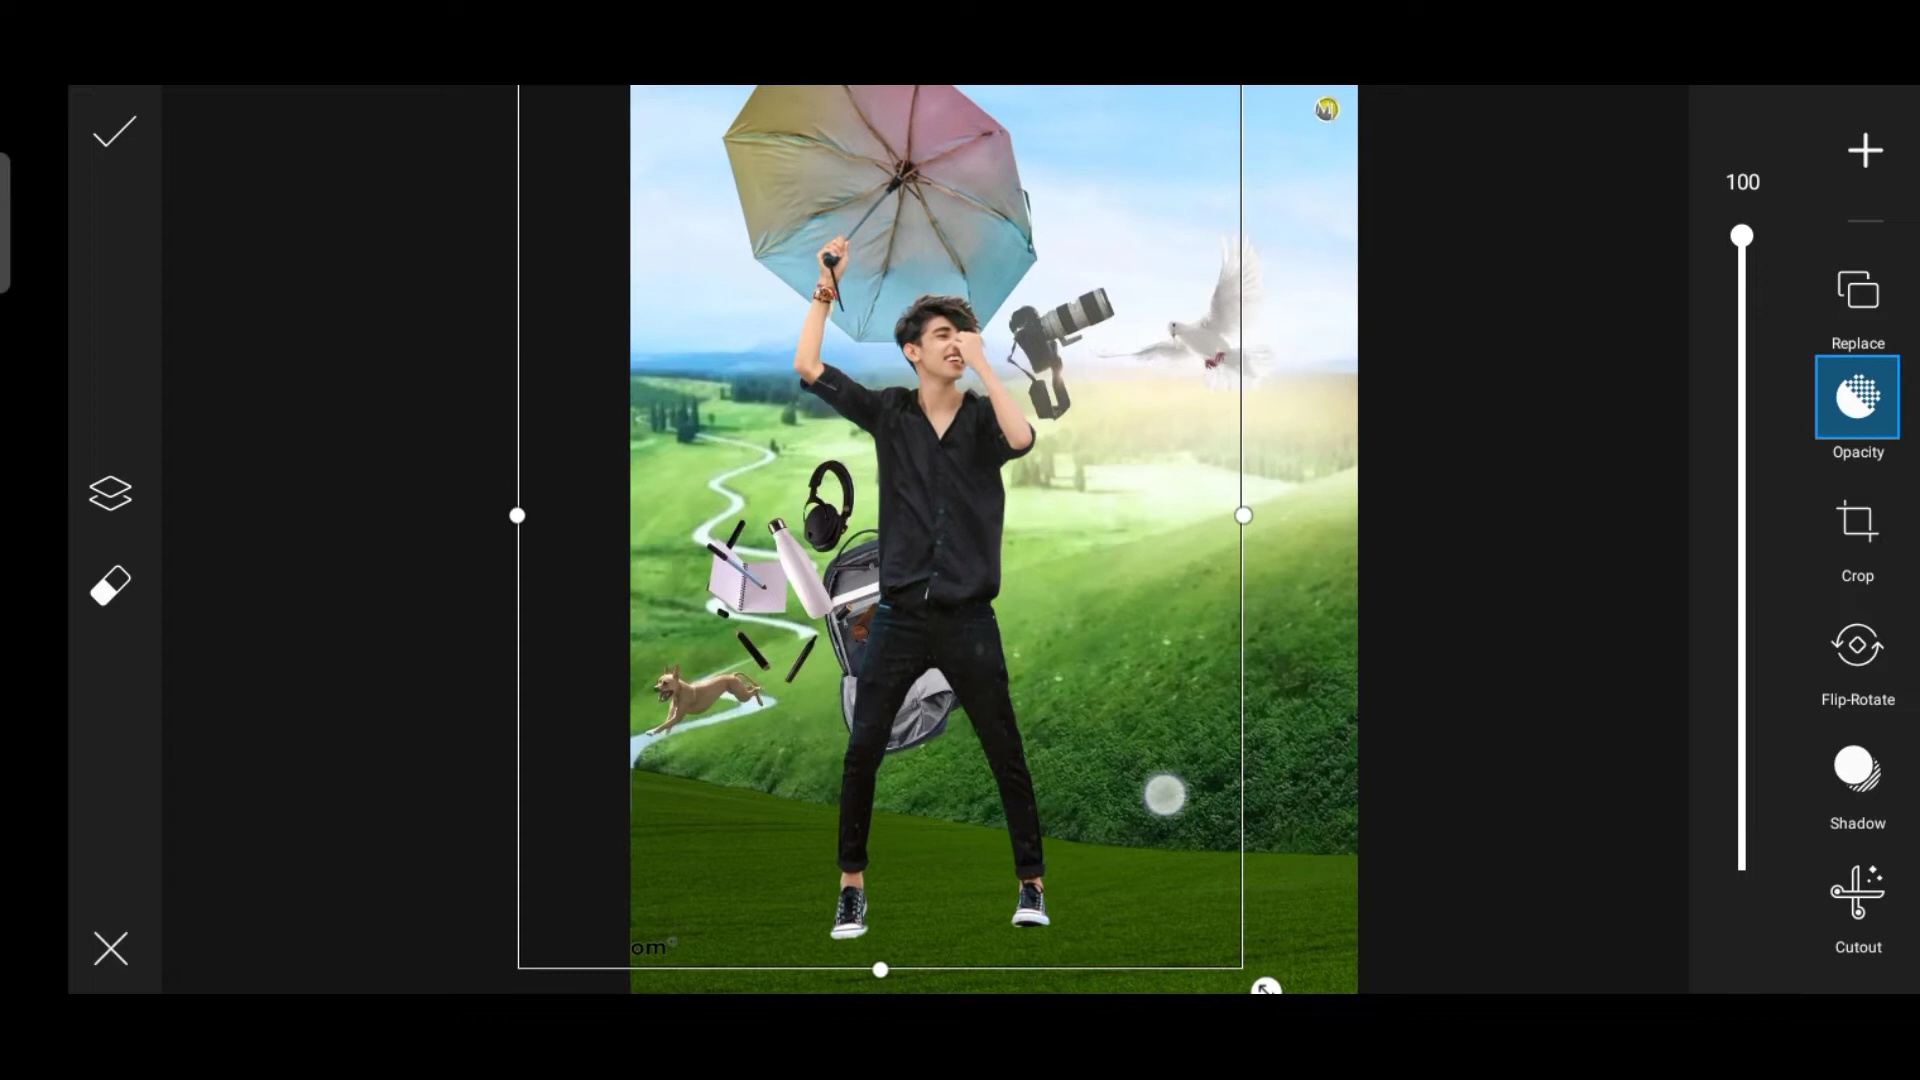 100
Replace
Opacity
Crop
Flip-Rotate
Shadow
Cutout
om